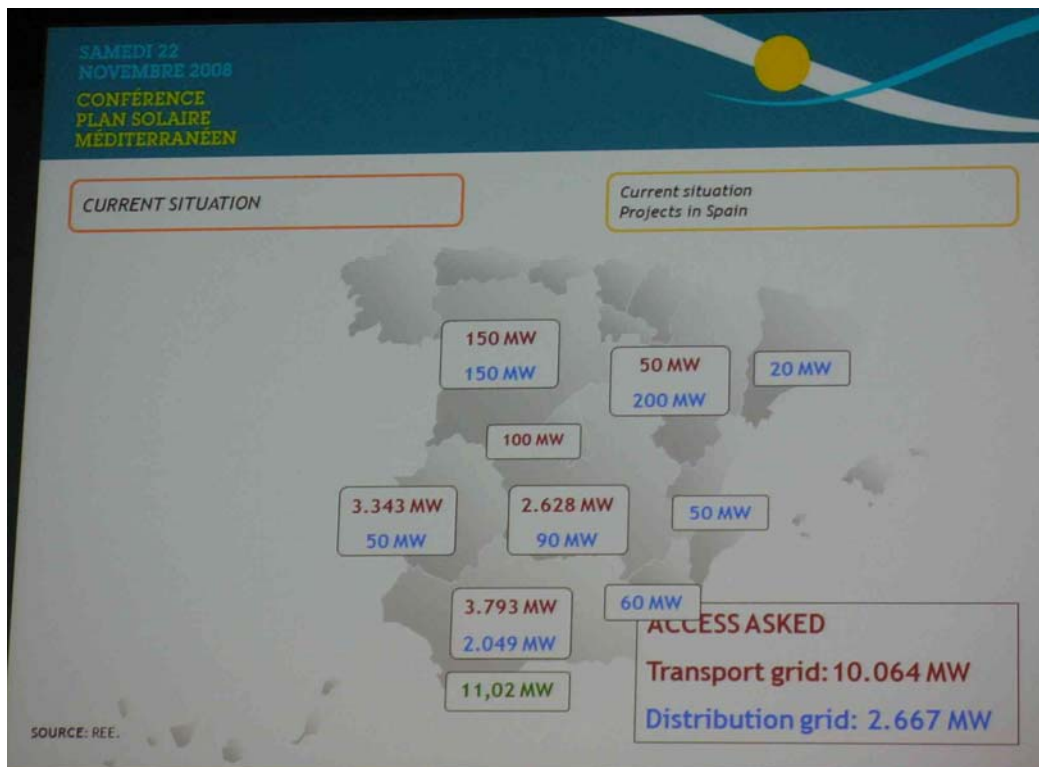 SAMEDI 22
NOVEMBRE 2008
CONFÉRENCE
PLAN SOLAIRE
MÉDITERRANÉEN
CURRENT SITUATION
Current situation
Projects in Spain
150 MW
150 MW
50 MW
200 MW
20 MW
100 MW
3.343 MW
50 MW
2.628 MW
90 MW
50 MW
3.793 MW
2.049 MW
60 MW
11,02 MW
ACCESS ASKED
Transport grid: 10.064 MW
Distribution grid: 2.667 MW
SOURCE: REE.